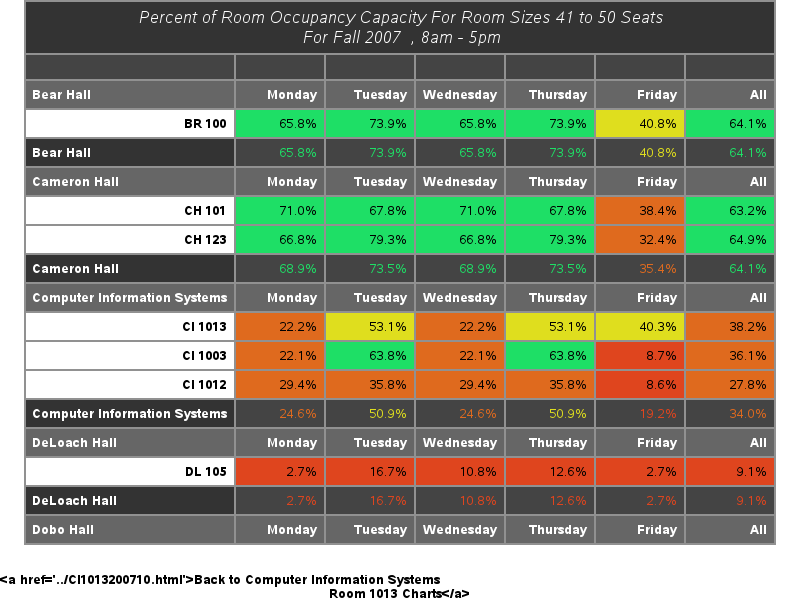 Percent of Room Occupancy Capacity For Room Sizes 41 to 50 Seats
For Fall 2007 , 8am - 5pm
Bear Hall Monday Tuesday Wednesday Thursday Friday All
BR 100 65.8% 73.9% 65.8% 73.9% 40.8% 64.1%
Bear Hall 65.8% 73.9% 65.8% 73.9% 40.8% 64.1%
Cameron Hall Monday Tuesday Wednesday Thursday Friday All
CH 101 71.0% 67.8% 71.0% 67.8% 38.4% 63.2%
CH 123 66.8% 79.3% 66.8% 79.3% 32.4% 64.9%
Cameron Hall 68.9% 73.5% 68.9% 73.5% 35.4% 64.1%
Computer Information Systems Monday Tuesday Wednesday Thursday Friday All
CI 1013 22.2% 53.1% 22.2% 53.1% 40.3% 38.2%
CI 1003 22.1% 63.8% 22.1% 63.8% 8.7% 36.1%
CI 1012 29.4% 35.8% 29.4% 35.8% 8.6% 27.8%
Computer Information Systems 24.6% 50.9% 24.6% 50.9% 19.2% 34.0%
DeLoach Hall Monday Tuesday Wednesday Thursday Friday All
DL 105 2.7% 16.7% 10.8% 12.6% 2.7% 9.1%
DeLoach Hall 2.7% 16.7% 10.8% 12.6% 2.7% 9.1%
Dobo Hall Monday Tuesday Wednesday Thursday Friday All
<a href='../CI1013200710.html'>Back to Computer Information Systems
Room 1013 Charts</a>